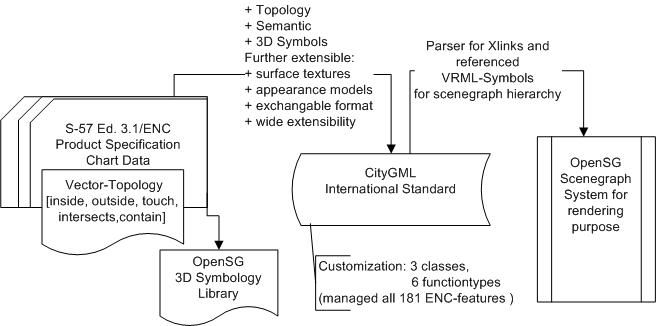 + Topology
+ Semantic
+ 3D Symbols
Further extensible:
+ surface textures
+ appearance models
+ exchangable format
+ wide extensibility
Parser for Xlinks and
referenced
VRML-Symbols
for scenegraph hierarchy
S-57 Ed. 3.1/ENC
Product Specification
Chart Data
Vector-Topology
[inside, outside, touch,
intersects,contain]
OpenSG
3D Symbology
Library
CityGML
International Standard
Customization: 3 classes,
6 functiontypes
(managed all 181 ENC-features )
OpenSG
Scenegraph
System for
rendering
purpose